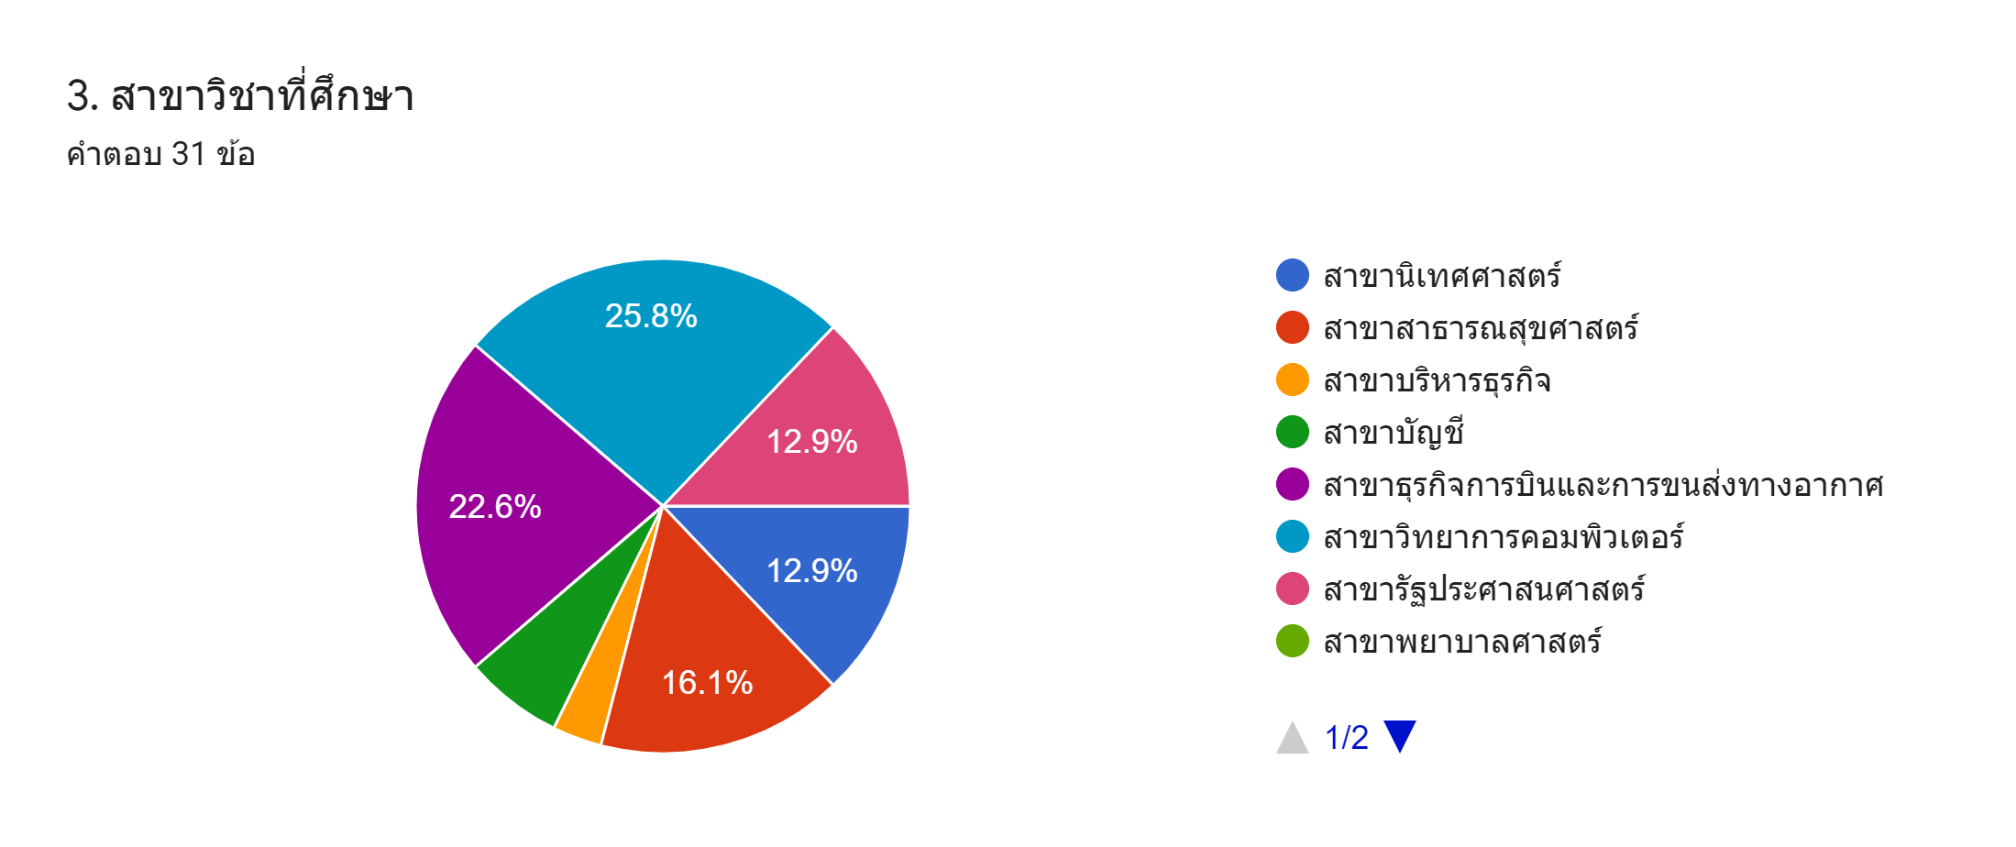 3. สาขาวิชาที่ศึกษา
คำตอบ 31 ข้อ
25.8%
12.9%
22.6%
12.9%
16.1%
สาขานิเทศศาสตร์
สาขาสาธารณสุขศาสตร์
สาขาบริหารธุรกิจ
สาขาบัญชี
สาขาธุรกิจการบินและการขนส่งทางอากาศ
สาขาวิทยาการคอมพิวเตอร์
สาขารัฐประศาสนศาสตร์
สาขาพยาบาลศาสตร์
1/2